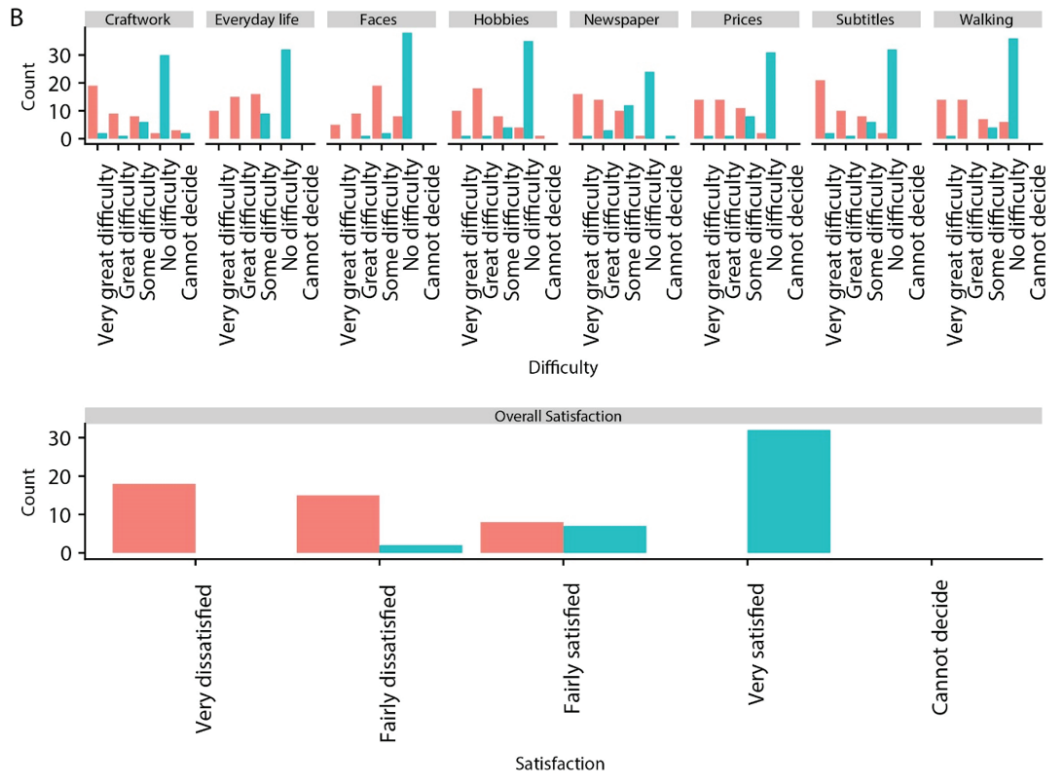 B
Craftwork Everyday life Faces Hobbies Newspaper Prices Subtitles Walking
Count
30
20
10
0
Very great difficulty
Great difficulty
Some difficulty
No difficulty
Cannot decide
Very great difficulty
Great difficulty
Some difficulty
No difficulty
Cannot decide
Very great difficulty
Great difficulty
Some difficulty
No difficulty
Cannot decide
Very great difficulty
Great difficulty
Some difficulty
No difficulty
Cannot decide
Very great difficulty
Great difficulty
Some difficulty
No difficulty
Cannot decide
Very great difficulty
Great difficulty
Some difficulty
No difficulty
Cannot decide
Very great difficulty
Great difficulty
Some difficulty
No difficulty
Cannot decide
Very great difficulty
Great difficulty
Some difficulty
No difficulty
Cannot decide
Difficulty
Overall Satisfaction
Count
30
20
10
0
Very dissatisfied
Fairly dissatisfied
Fairly satisfied
Very satisfied
Cannot decide
Satisfaction